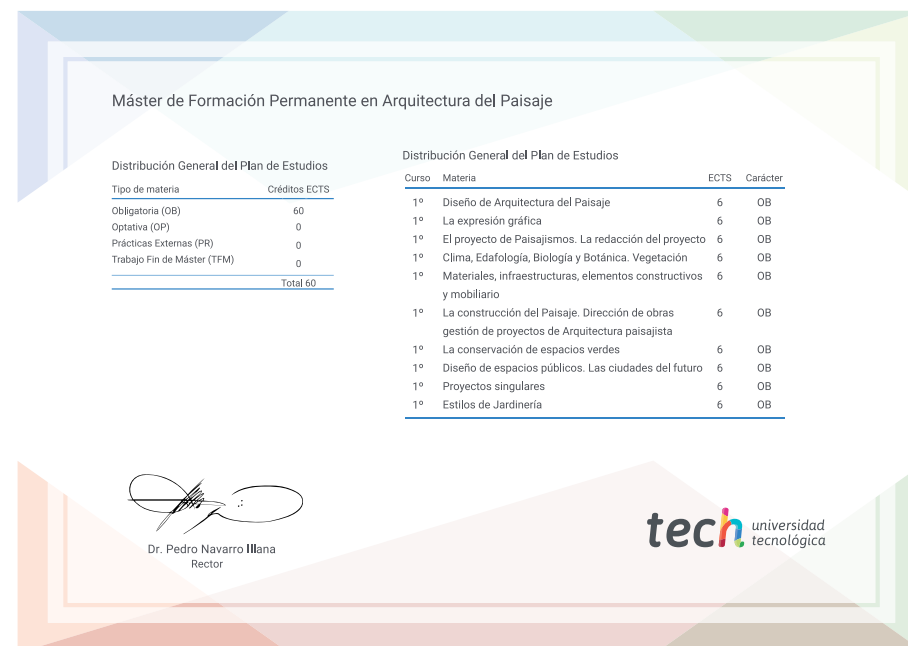 Máster de Formación Permanente en Arquitectura del Paisaje
Distribución General del Plan de Estudios
Tipo de materia Créditos ECTS
Obligatoria (OB) 60
Optativa (OP) 0
Prácticas Externas (PR) 0
Trabajo Fin de Máster (TFM) 0
Total 60
Distribución General del Plan de Estudios
Curso Materia ECTS Carácter
1º Diseño de Arquitectura del Paisaje 6 OB
1º La expresión gráfica 6 OB
1º El proyecto de Paisajismos. La redacción del proyecto 6 OB
1º Clima, Edafología, Biología y Botánica. Vegetación 6 OB
1º Materiales, infraestructuras, elementos constructivos 6 OB
y mobiliario
1º La construcción del Paisaje. Dirección de obras 6 OB
gestión de proyectos de Arquitectura paisajista
1º La conservación de espacios verdes 6 OB
1º Diseño de espacios públicos. Las ciudades del futuro 6 OB
1º Proyectos singulares 6 OB
1º Estilos de Jardinería 6 OB
Dr. Pedro Navarro Illana
Rector
tech universidad
tecnológica